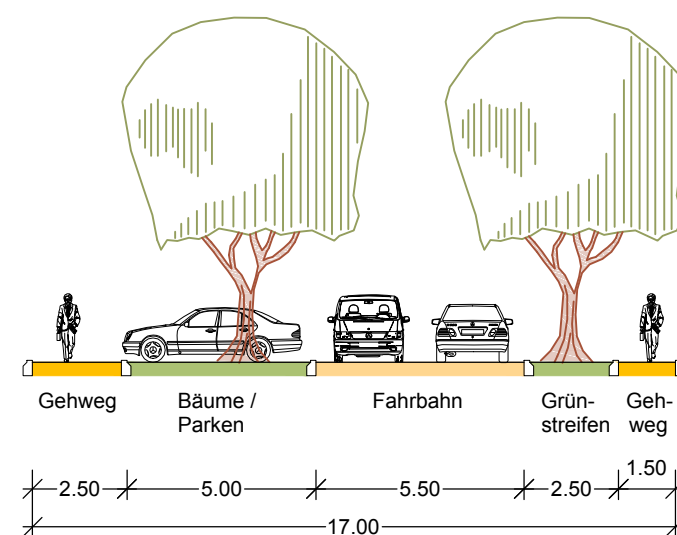 Gehweg
Bäume /
Parken
Fahrbahn
Grün-
streifen
Geh-
weg
2.50
5.00
5.50
2.50
1.50
17.00